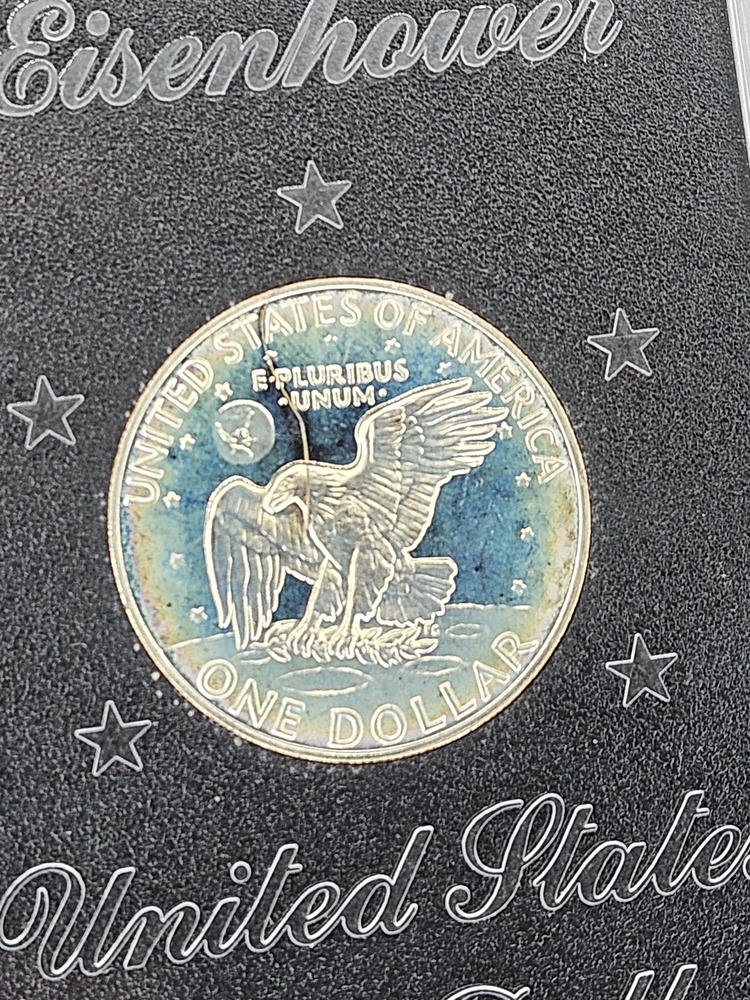 Eisenhower
UNITED STATES OF AMERICA
E·PLURIBUS
·UNUM·
ONE DOLLAR
United States